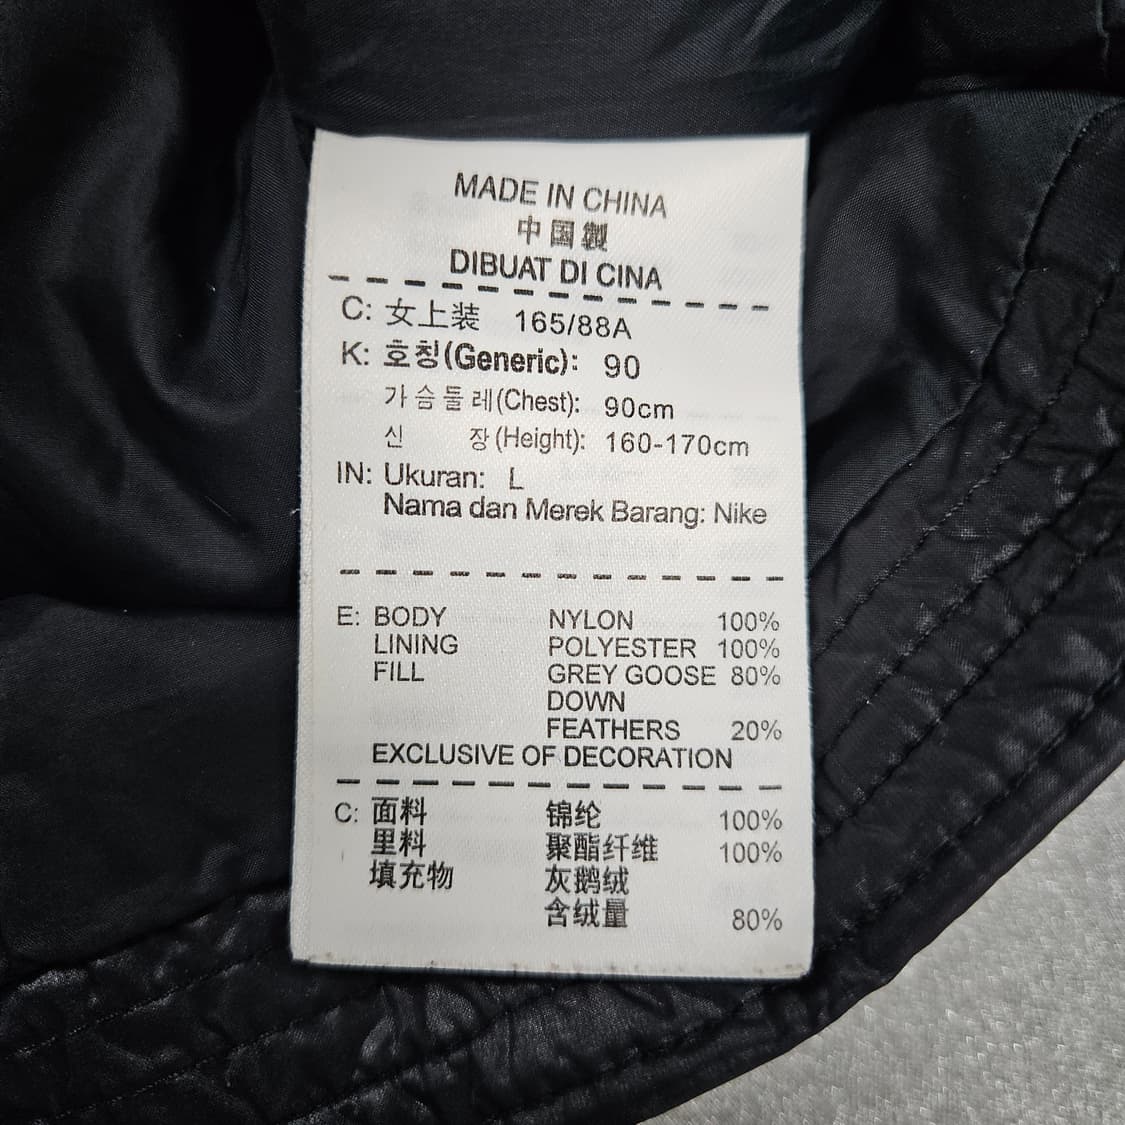 MADE IN CHINA
中国製
DIBUAT DI CINA
C: 女上装 165/88A
K: 호칭(Generic): 90
가슴둘레(Chest): 90cm
신 장(Height): 160-170cm
IN: Ukuran: L
Nama dan Merek Barang: Nike
E: BODY NYLON 100%
LINING POLYESTER 100%
FILL GREY GOOSE 80%
DOWN
FEATHERS 20%
EXCLUSIVE OF DECORATION
C: 面料 锦纶 100%
里料 聚酯纤维 100%
填充物 灰鹅绒
含绒量 80%